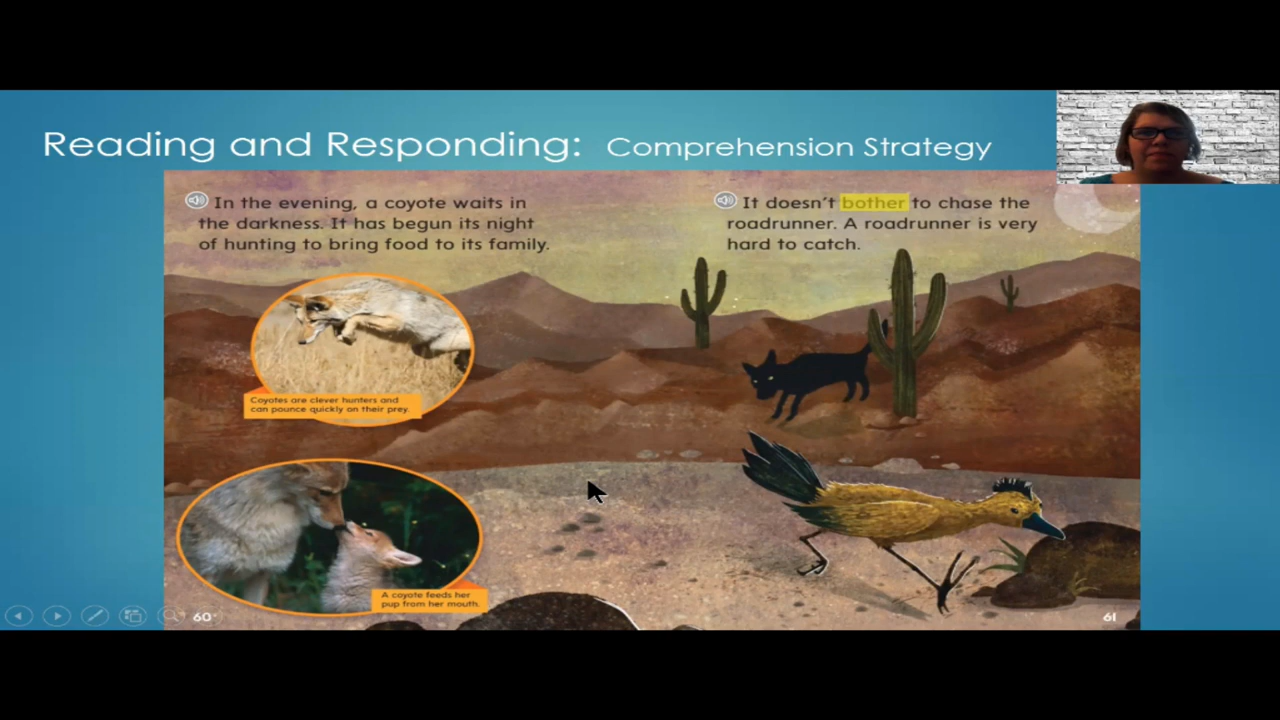 Reading and Responding: Comprehension Strategy
In the evening, a coyote waits in
the darkness. It has begun its night
of hunting to bring food to its family.
Coyotes are clever hunters and
can pounce quickly on their prey.
A coyote feeds her
pup from her mouth.
60
It doesn't bother to chase the
roadrunner. A roadrunner is very
hard to catch.
61